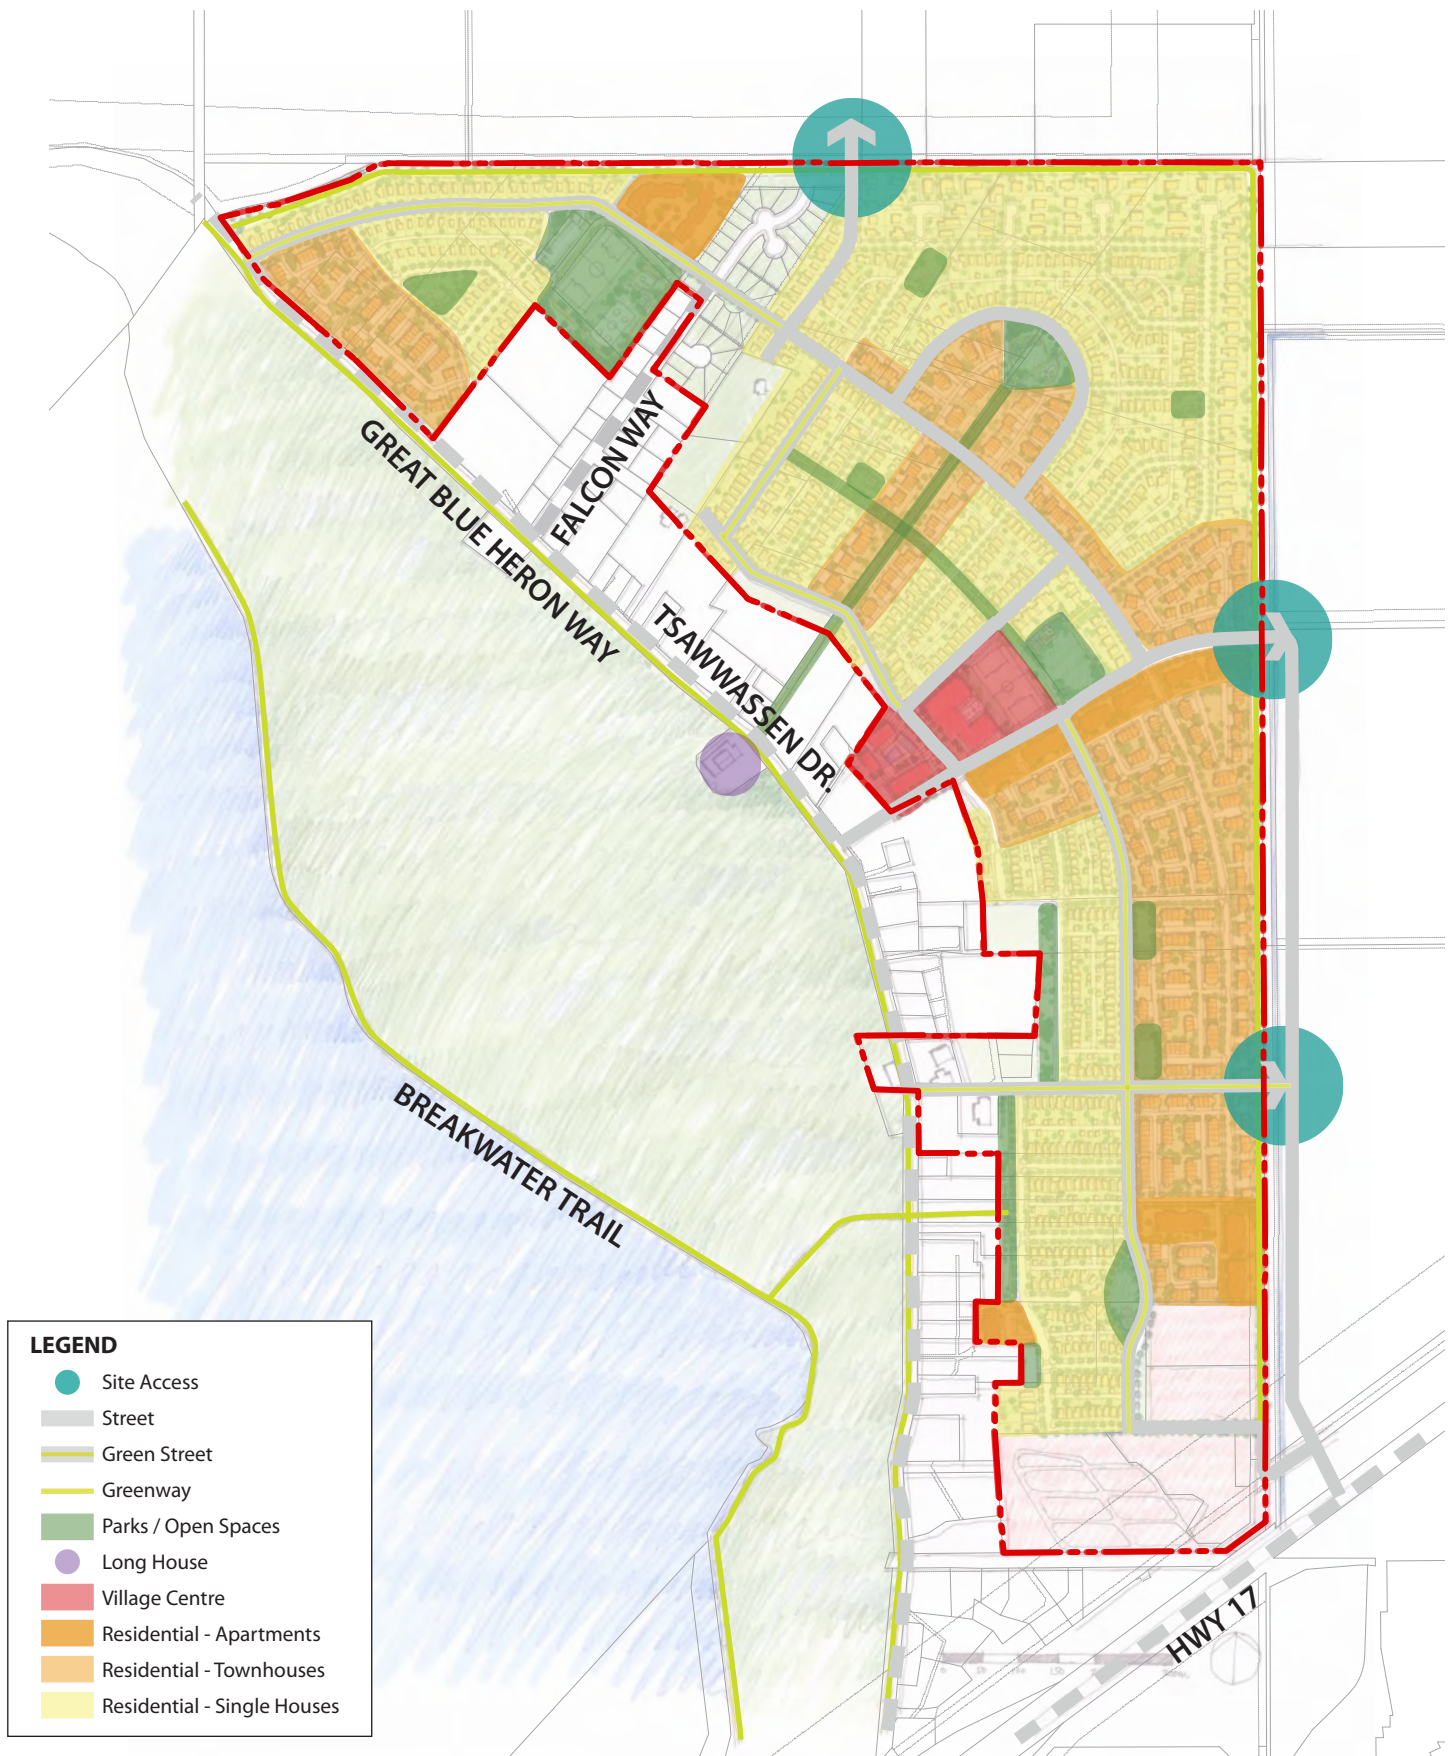 FALCON WAY
GREAT BLUE HERON WAY
TSAWWASSEN DR.
BREAKWATER TRAIL
HWY 17
LEGEND
Site Access
Street
Green Street
Greenway
Parks / Open Spaces
Long House
Village Centre
Residential - Apartments
Residential - Townhouses
Residential - Single Houses